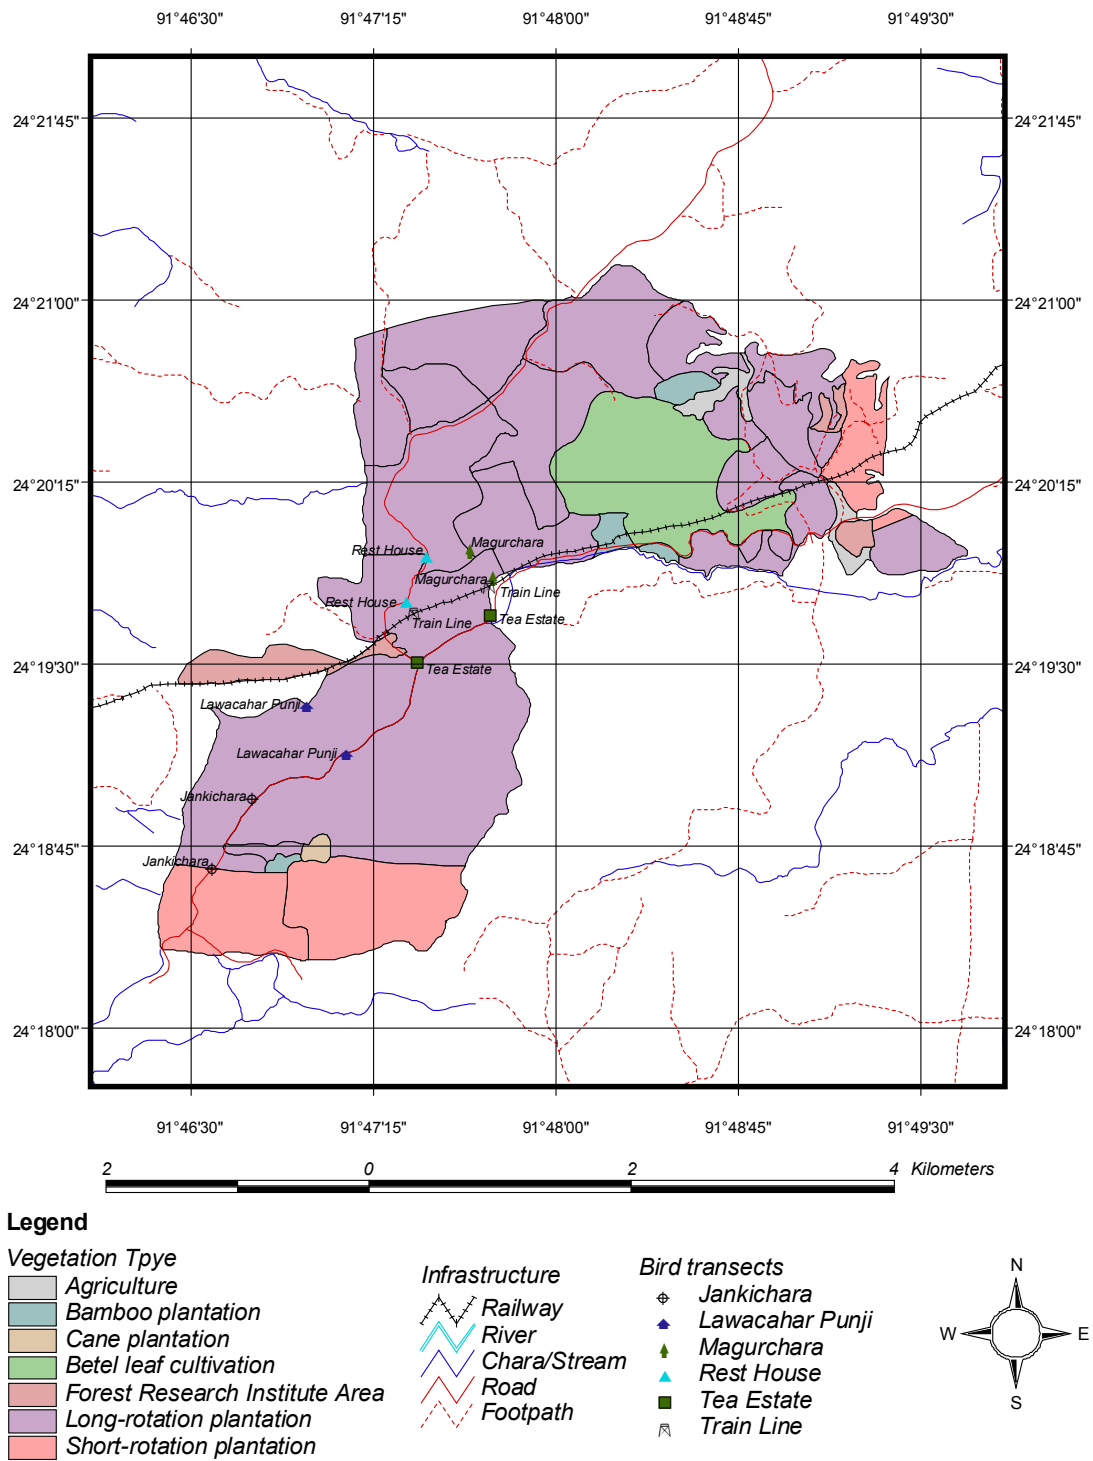 91°46'30" 91°47'15" 91°48'00" 91°48'45" 91°49'30"
24°21'45" 24°21'45"
24°21'00" 24°21'00"
24°20'15" 24°20'15"
Magurchara
Rest House
Magurchara
Train Line
Rest House
Train Line
Tea Estate
24°19'30" 24°19'30"
Tea Estate
Lawacahar Punji
Lawacahar Punji
Jankichara
24°18'45" 24°18'45"
Jankichara
24°18'00" 24°18'00"
91°46'30" 91°47'15" 91°48'00" 91°48'45" 91°49'30"
2 0 2 4 Kilometers
Legend
Vegetation Tpye
Agriculture
Bamboo plantation
Cane plantation
Betel leaf cultivation
Forest Research Institute Area
Long-rotation plantation
Short-rotation plantation
Infrastructure
Railway
River
Chara/Stream
Road
Footpath
Bird transects
Jankichara
Lawacahar Punji
Magurchara
Rest House
Tea Estate
Train Line
N
W E
S